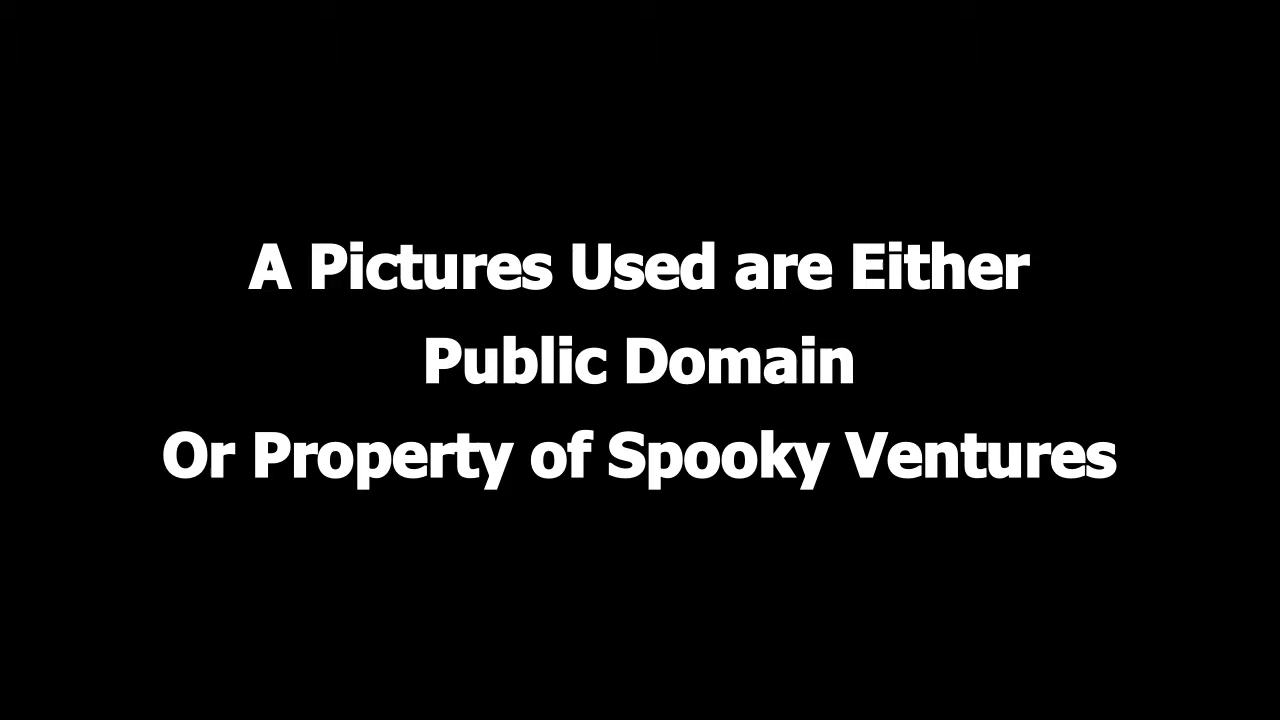 A Pictures Used are Either
Public Domain
Or Property of Spooky Ventures